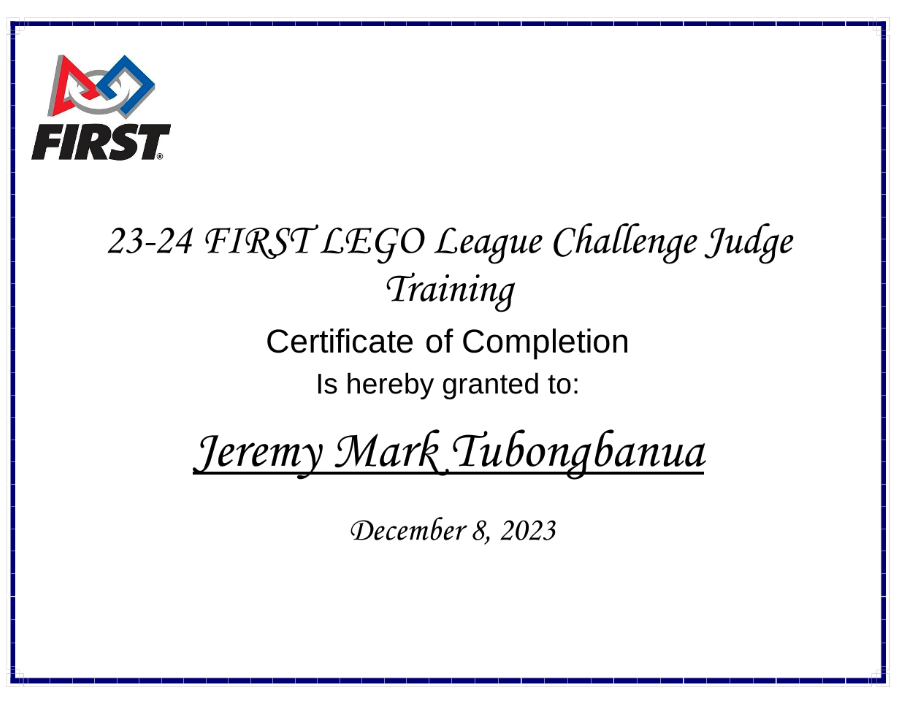 FIRST®
23-24 FIRST LEGO League Challenge Judge
Training
Certificate of Completion
Is hereby granted to:
Jeremy Mark Tubongbanua
December 8, 2023